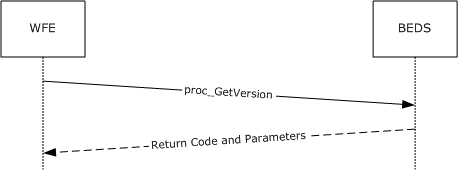 WFE
BEDS
proc_GetVersion
Return Code and Parameters